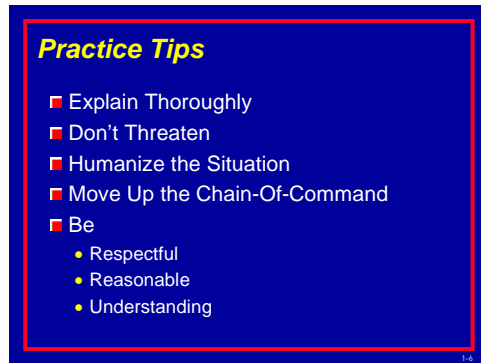 Practice Tips
Explain Thoroughly
Don't Threaten
Humanize the Situation
Move Up the Chain-Of-Command
Be
Respectful
Reasonable
Understanding
1-6